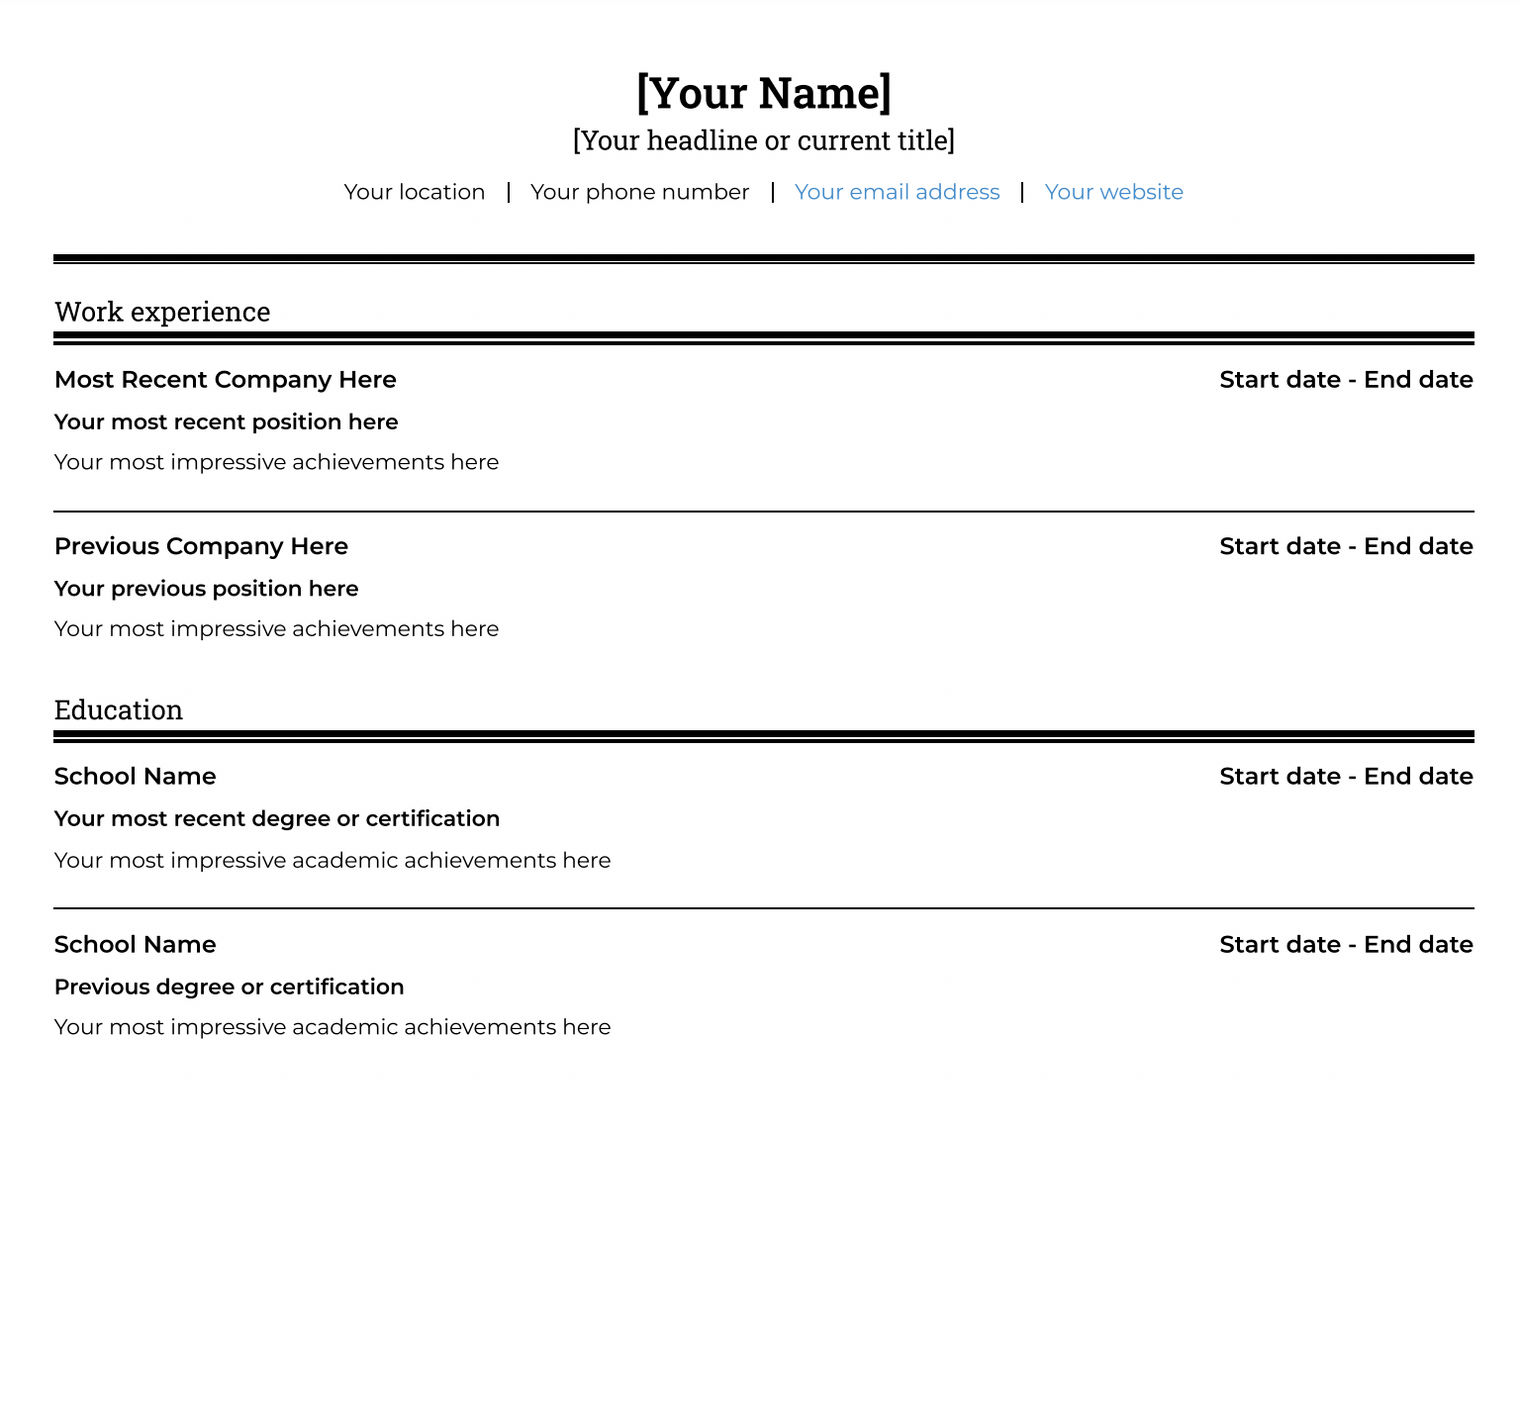 [Your Name]
[Your headline or current title]
Your location | Your phone number | Your email address | Your website
Work experience
Most Recent Company Here Start date - End date
Your most recent position here
Your most impressive achievements here
Previous Company Here Start date - End date
Your previous position here
Your most impressive achievements here
Education
School Name Start date - End date
Your most recent degree or certification
Your most impressive academic achievements here
School Name Start date - End date
Previous degree or certification
Your most impressive academic achievements here